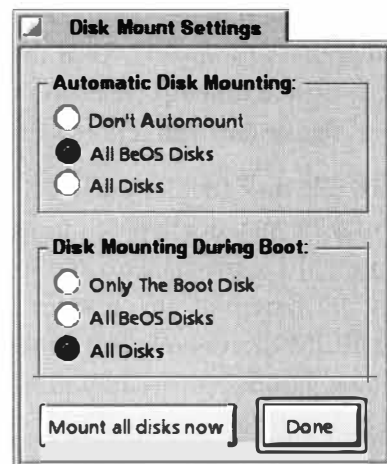 Disk Mount Settings
Automatic Disk Mounting:
Don't Automount
All BeOS Disks
All Disks
Disk Mounting During Boot:
Only The Boot Disk
All BeOS Disks
All Disks
Mount all disks now
Done